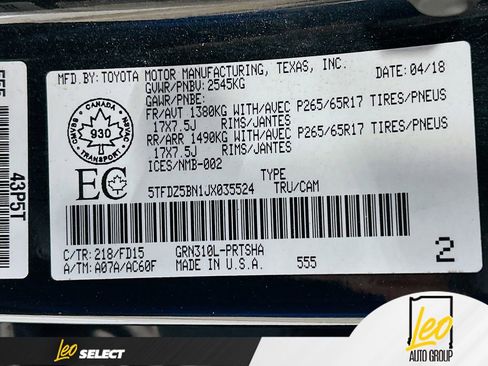 MFD.BY: TOYOTA MOTOR MANUFACTURING, TEXAS, INC.
GVWR/PNBV: 2545KG DATE: 04/18
GAWR/PNBE:
FR/AVT 1380KG WITH/AVEC P265/65R17 TIRES/PNEUS
17X7.5J RIMS/JANTES
RR/ARR 1490KG WITH/AVEC P265/65R17 TIRES/PNEUS
17X7.5J RIMS/JANTES
ICES/NMB-002
TYPE
5TFDZ5BN1JX035524 TRU/CAM
CANADA
930
TRANSPORT
EC
C/TR: 218/FD15 GRN310L-PRTSHA
A/TM: A07A/AC60F MADE IN U.S.A. 555
2
43P5T
Leo SELECT
Leo
AUTO GROUP